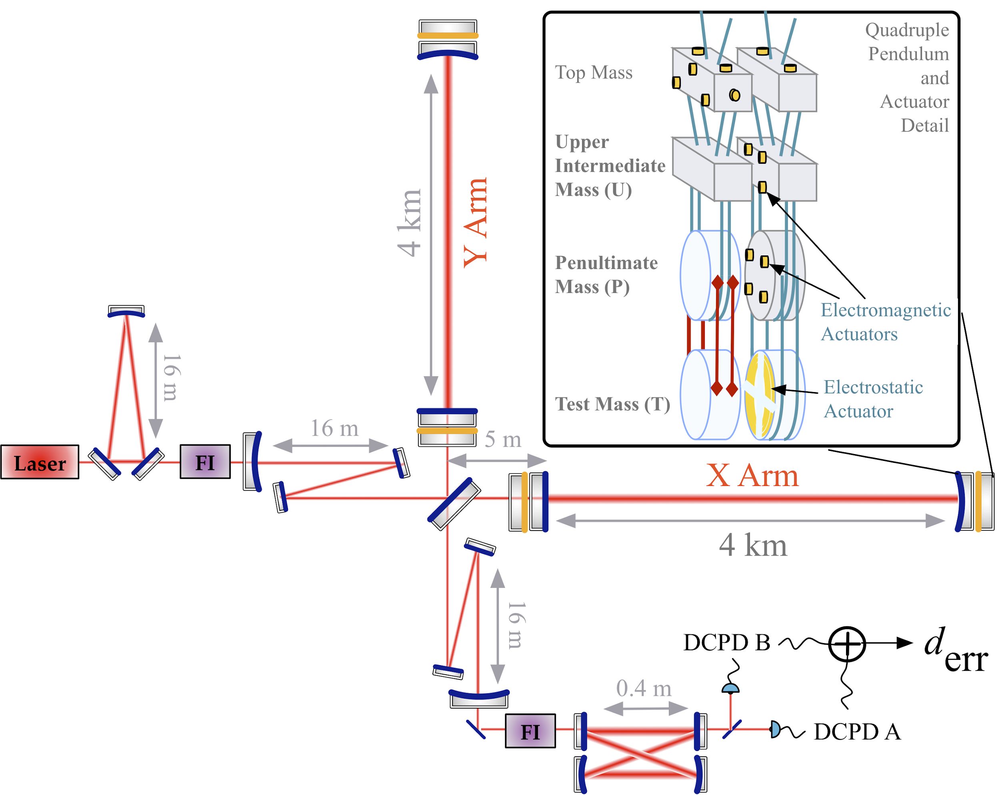 Quadruple
Pendulum
and
Actuator
Detail
Top Mass
Upper
Intermediate
Mass (U)
Penultimate
Mass (P)
Test Mass (T)
Electromagnetic
Actuators
Electrostatic
Actuator
4 km
Y Arm
16 m
Laser
FI
16 m
5 m
X Arm
4 km
16 m
DCPD B
derr
0.4 m
FI
DCPD A